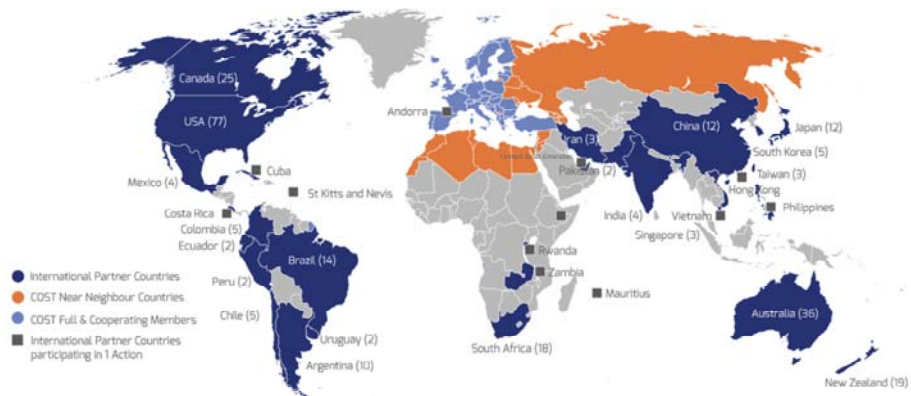 Canada (25)
USA (77)
Mexico (4)
Cuba
St Kitts and Nevis
Costa Rica
Colombia (5)
Ecuador (2)
Brazil (14)
Peru (2)
Chile (5)
Uruguay (2)
Argentina (10)
Andorra
Iran (3)
United Arab Emirates
Pakistan (2)
China (12)
Japan (12)
South Korea (5)
Taiwan (3)
Hong Kong
Philippines
India (4)
Vietnam
Singapore (3)
Rwanda
Zambia
Mauritius
South Africa (18)
Australia (36)
New Zealand (19)
International Partner Countries
COST Near Neighbour Countries
COST Full & Cooperating Members
International Partner Countries
participating in 1 Action